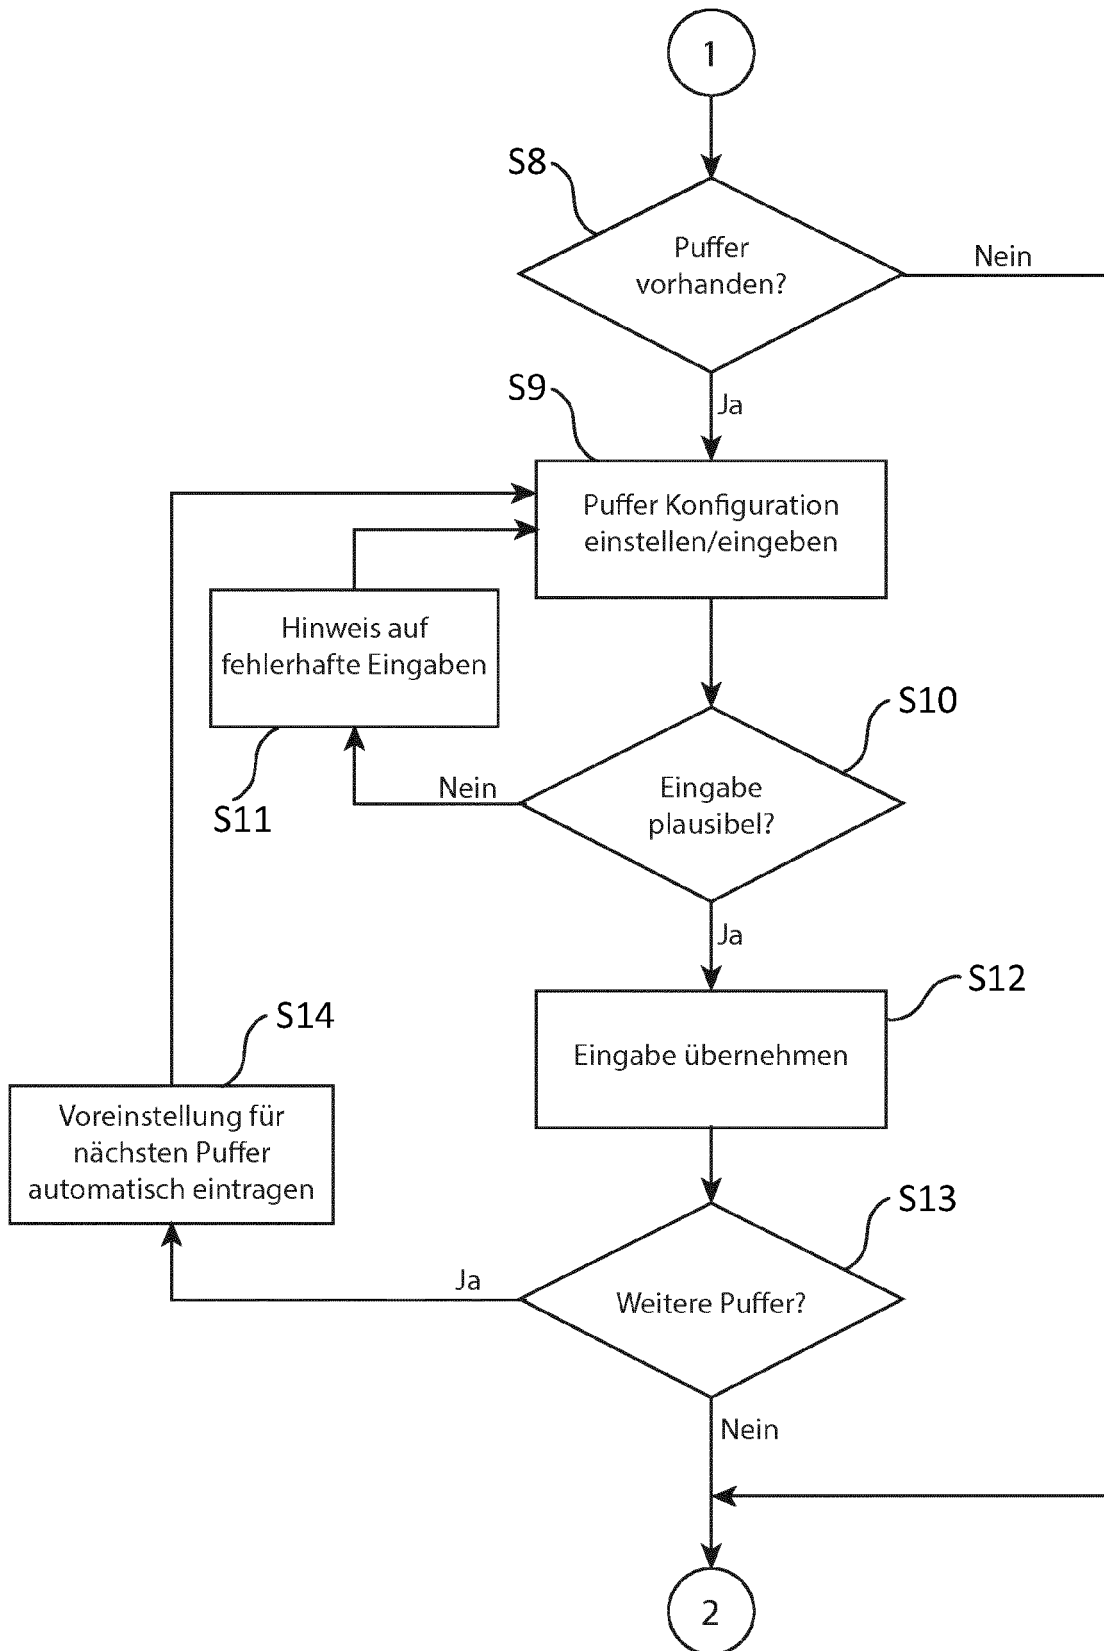 1
S8
Puffer
vorhanden?
Nein
Ja
S9
Puffer Konfiguration
einstellen/eingeben
Hinweis auf
fehlerhafte Eingaben
S11
S10
Nein
Eingabe
plausibel?
Ja
S12
Eingabe übernehmen
S14
Voreinstellung für
nächsten Puffer
automatisch eintragen
S13
Ja
Weitere Puffer?
Nein
2